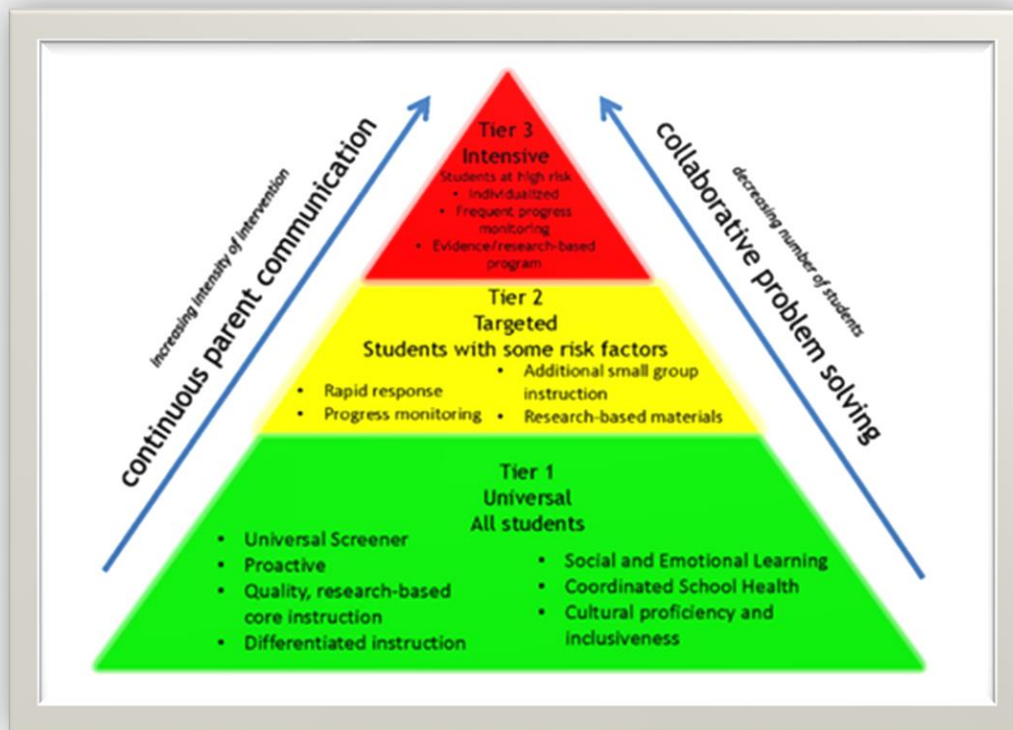 continuous parent communication
increasing intensity of intervention
collaborative problem solving
decreasing number of students
Tier 3
Intensive
Students at high risk
• Individualized
• Frequent progress
monitoring
• Evidence/research-based
program
Tier 2
Targeted
Students with some risk factors
• Rapid response
• Progress monitoring
• Additional small group
instruction
• Research-based materials
Tier 1
Universal
All students
• Universal Screener
• Proactive
• Quality, research-based
core instruction
• Differentiated instruction
• Social and Emotional Learning
• Coordinated School Health
• Cultural proficiency and
inclusiveness